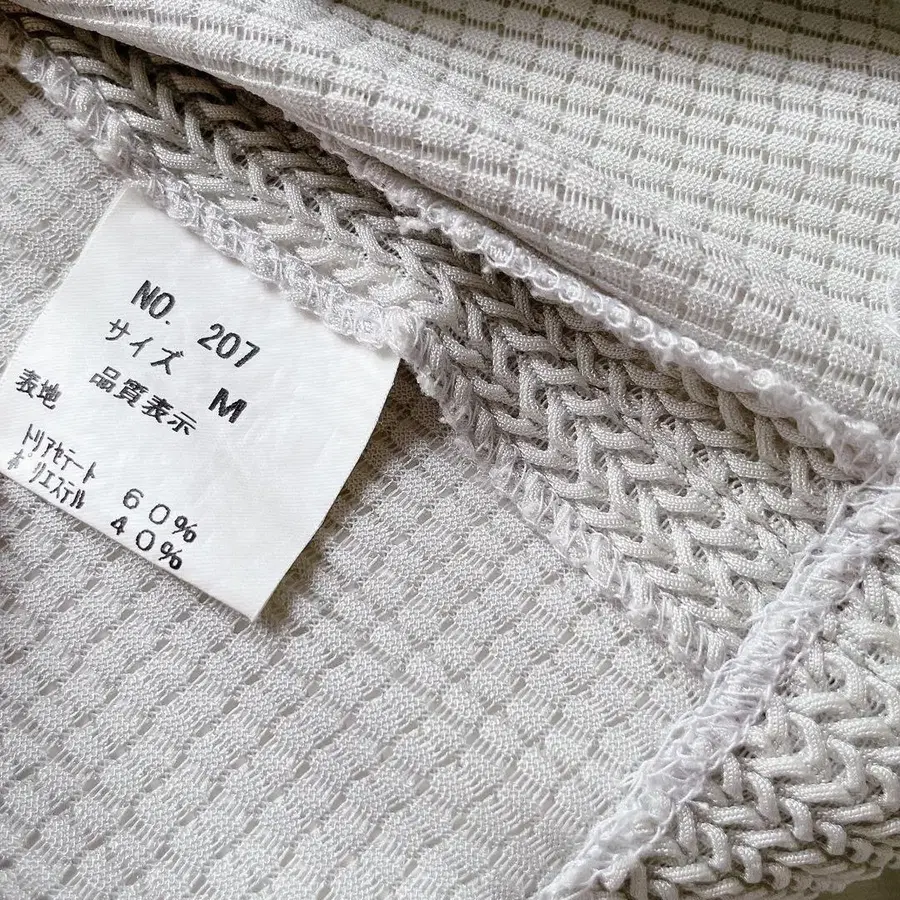 NO. 207
サイズ M
品質表示
表地
トリアセテート 60%
ポリエステル 40%